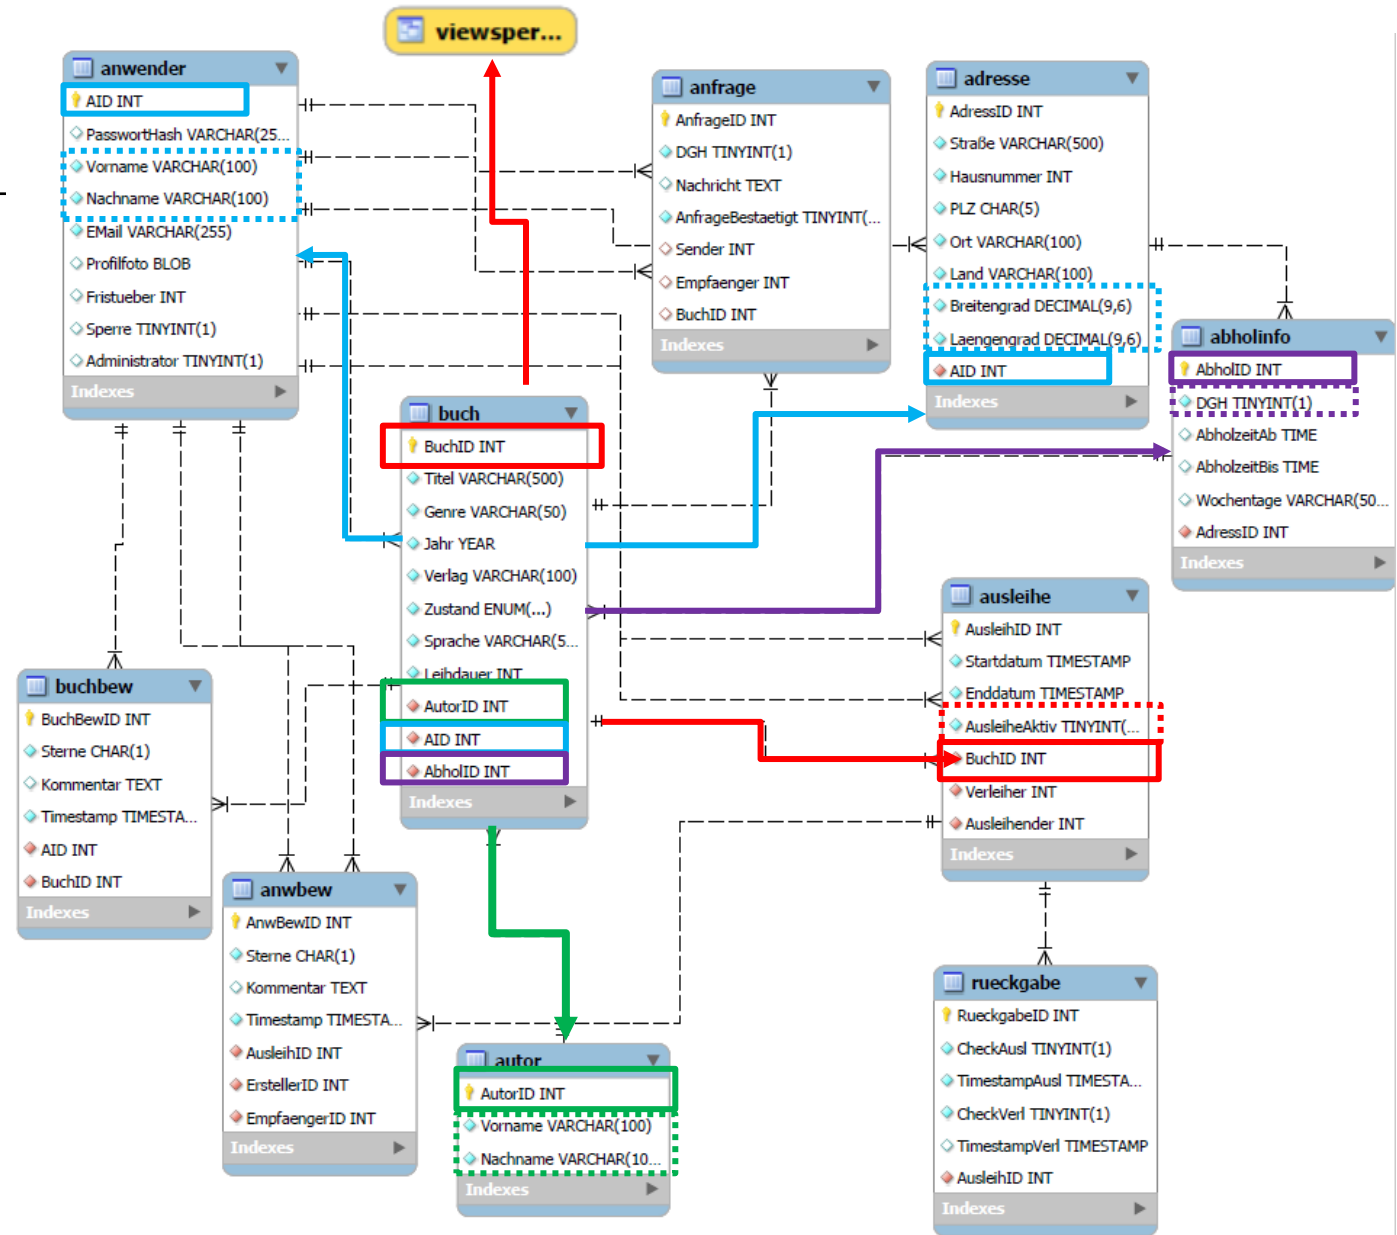 viewsper...
anwender
AID INT
PasswortHash VARCHAR(25...
Vorname VARCHAR(100)
Nachname VARCHAR(100)
EMail VARCHAR(255)
Profilfoto BLOB
Fristueber INT
Sperre TINYINT(1)
Administrator TINYINT(1)
Indexes
anfrage
AnfrageID INT
DGH TINYINT(1)
Nachricht TEXT
AnfrageBestaetigt TINYINT(...
Sender INT
Empfaenger INT
BuchID INT
Indexes
adresse
AdressID INT
Straße VARCHAR(500)
Hausnummer INT
PLZ CHAR(5)
Ort VARCHAR(100)
Land VARCHAR(100)
Breitengrad DECIMAL(9,6)
Laengengrad DECIMAL(9,6)
AID INT
Indexes
abholinfo
AbholID INT
DGH TINYINT(1)
AbholzeitAb TIME
AbholzeitBis TIME
Wochentage VARCHAR(50...
AdressID INT
Indexes
buch
BuchID INT
Titel VARCHAR(500)
Genre VARCHAR(50)
Jahr YEAR
Verlag VARCHAR(100)
Zustand ENUM(...)
Sprache VARCHAR(5...
Leihdauer INT
AutorID INT
AID INT
AbholID INT
Indexes
ausleihe
AusleihID INT
Startdatum TIMESTAMP
Enddatum TIMESTAMP
AusleiheAktiv TINYINT(...
BuchID INT
Verleiher INT
Ausleihender INT
Indexes
buchbew
BuchBewID INT
Sterne CHAR(1)
Kommentar TEXT
Timestamp TIMESTA...
AID INT
BuchID INT
Indexes
anwbew
AnwBewID INT
Sterne CHAR(1)
Kommentar TEXT
Timestamp TIMESTA...
AusleihID INT
ErstellerID INT
EmpfaengerID INT
Indexes
autor
AutorID INT
Vorname VARCHAR(100)
Nachname VARCHAR(10...
Indexes
rueckgabe
RueckgabeID INT
CheckAusl TINYINT(1)
TimestampAusl TIMESTA...
CheckVerl TINYINT(1)
TimestampVerl TIMESTAMP
AusleihID INT
Indexes